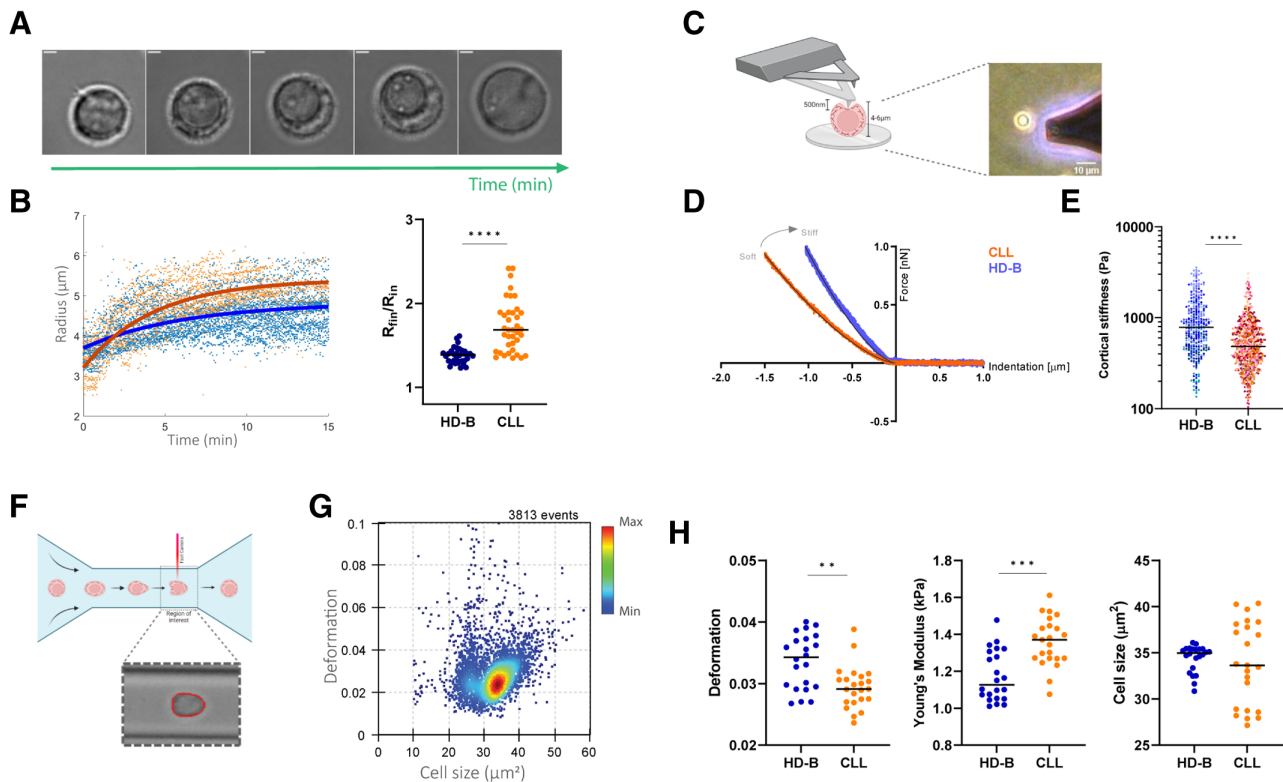 A
Time (min)
B
Radius (μm)
7
6
5
4
3
2
0
5
10
15
Time (min)
R_fin/R_in
3
2
1
****
HD-B
CLL
C
500nm
4-6μm
10 μm
D
Soft
Stiff
CLL
HD-B
Force [nN]
1.0
0.5
-0.5
-2.0
-1.5
-1.0
-0.5
0.5
1.0
Indentation [μm]
E
Cortical stiffness (Pa)
10000
1000
100
****
HD-B
CLL
F
Fast Camera
Region of
interest
G
3813 events
Deformation
0.1
0.08
0.06
0.04
0.02
0
0
10
20
30
40
50
60
Cell size (μm²)
Max
Min
H
Deformation
0.05
0.04
0.03
0.02
**
HD-B
CLL
Young's Modulus (kPa)
1.8
1.6
1.4
1.2
1.0
0.8
***
HD-B
CLL
Cell size (μm²)
45
40
35
30
25
HD-B
CLL